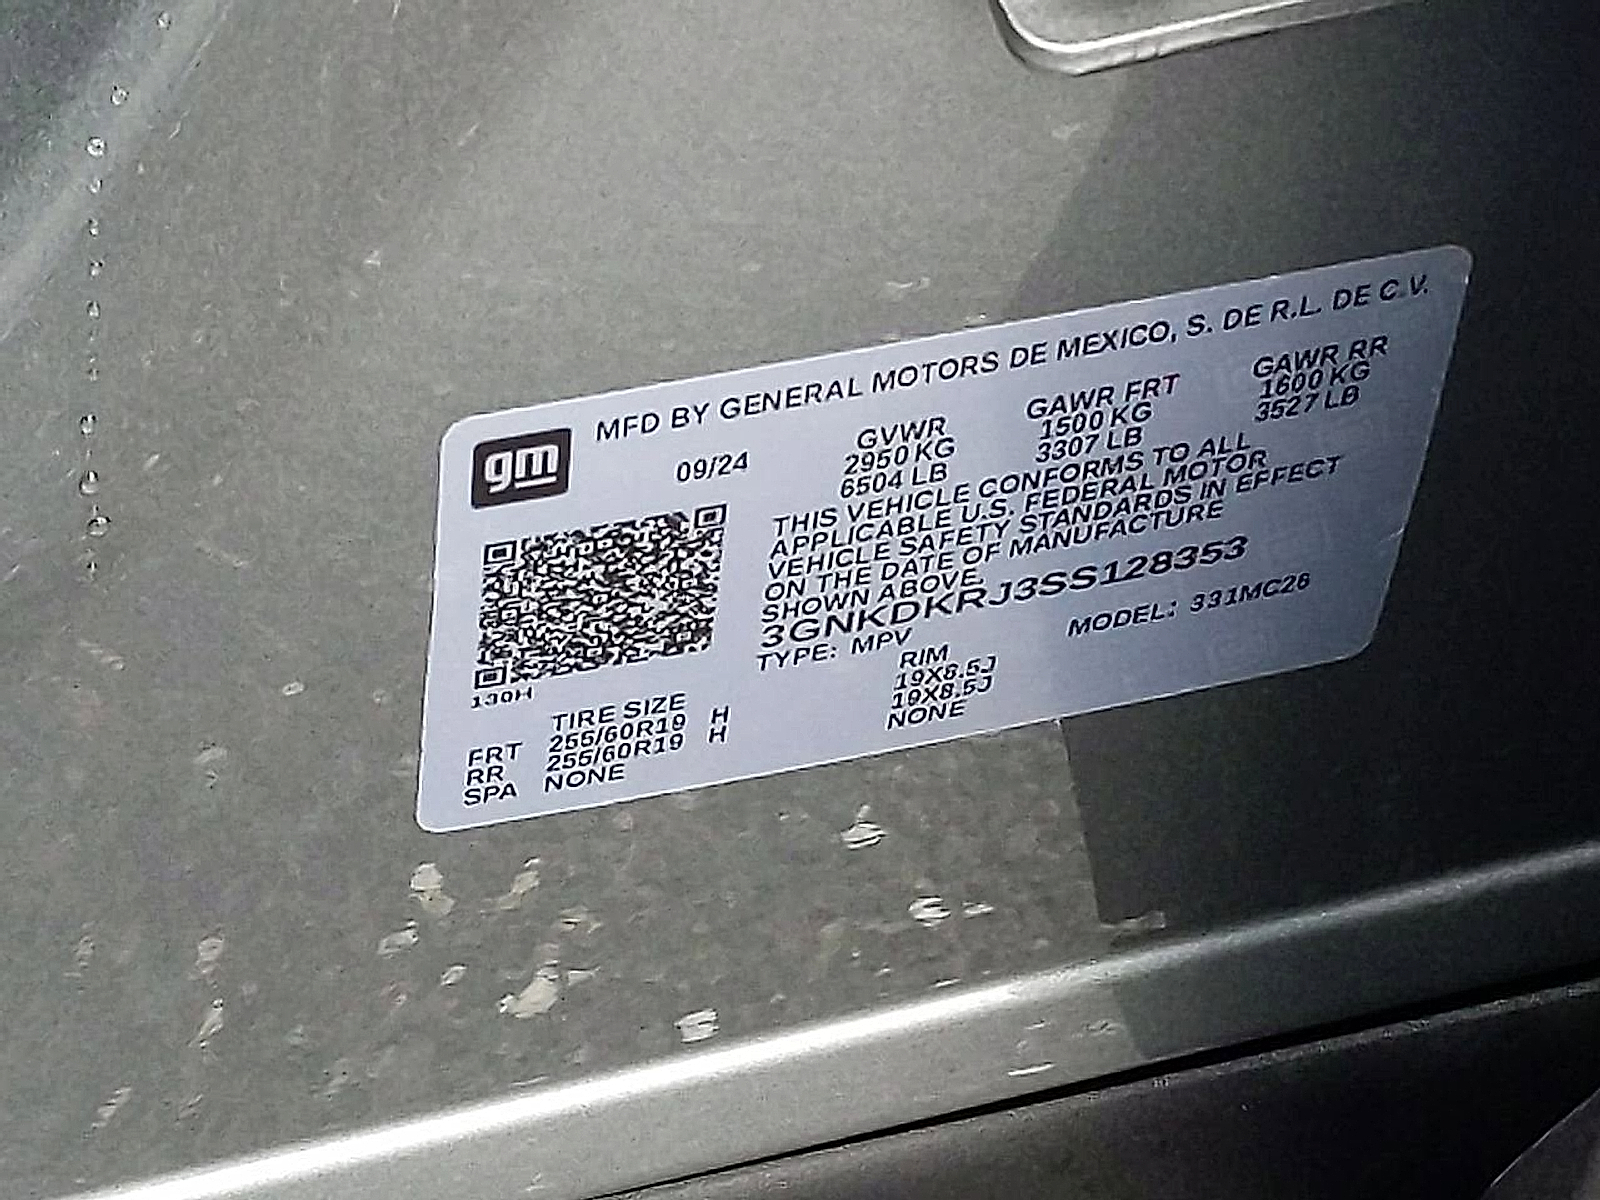 MFD BY GENERAL MOTORS DE MEXICO, S. DE R.L. DE C.V.
gm
09/24
GVWR GAWR FRT GAWR RR
2950 KG 1500 KG 1600 KG
6504 LB 3307 LB 3527 LB
THIS VEHICLE CONFORMS TO ALL
APPLICABLE U.S. FEDERAL MOTOR
VEHICLE SAFETY STANDARDS IN EFFECT
ON THE DATE OF MANUFACTURE
SHOWN ABOVE.
3GNKDKRJ3SS128353
TYPE: MPV MODEL: 331MC26
130H
TIRE SIZE RIM
FRT 255/60R19 H 19X8.5J
RR 255/60R19 H 19X8.5J
SPA NONE NONE